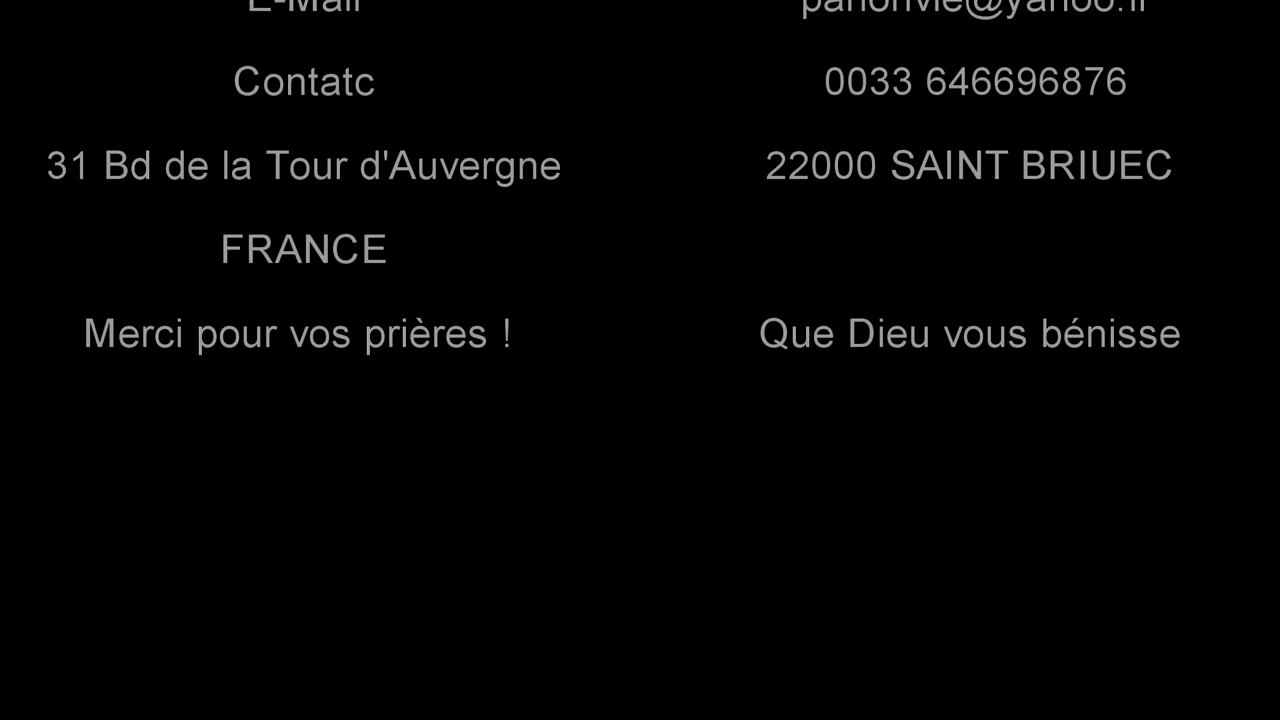 E-Mail
Contatc 0033 646696876
31 Bd de la Tour d'Auvergne 22000 SAINT BRIUEC
FRANCE
Merci pour vos prières ! Que Dieu vous bénisse